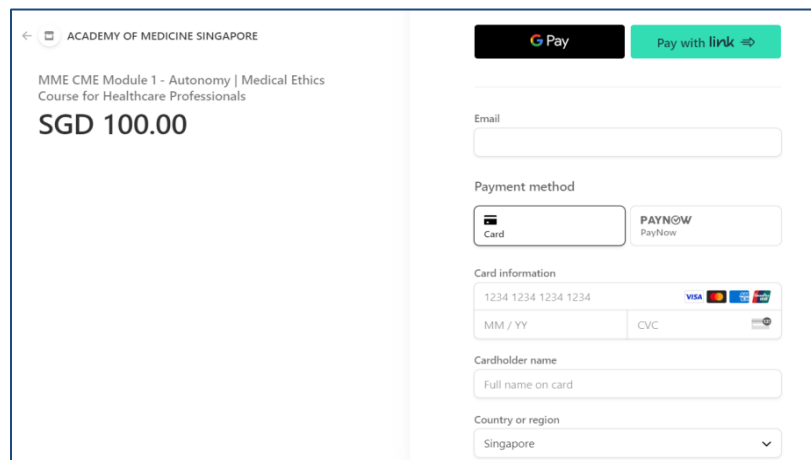 ACADEMY OF MEDICINE SINGAPORE
MME CME Module 1 - Autonomy | Medical Ethics
Course for Healthcare Professionals
SGD 100.00
G Pay
Pay with link
Email
Payment method
Card
PAYNOW
PayNow
Card information
1234 1234 1234 1234
VISA
MM / YY
CVC
Cardholder name
Full name on card
Country or region
Singapore